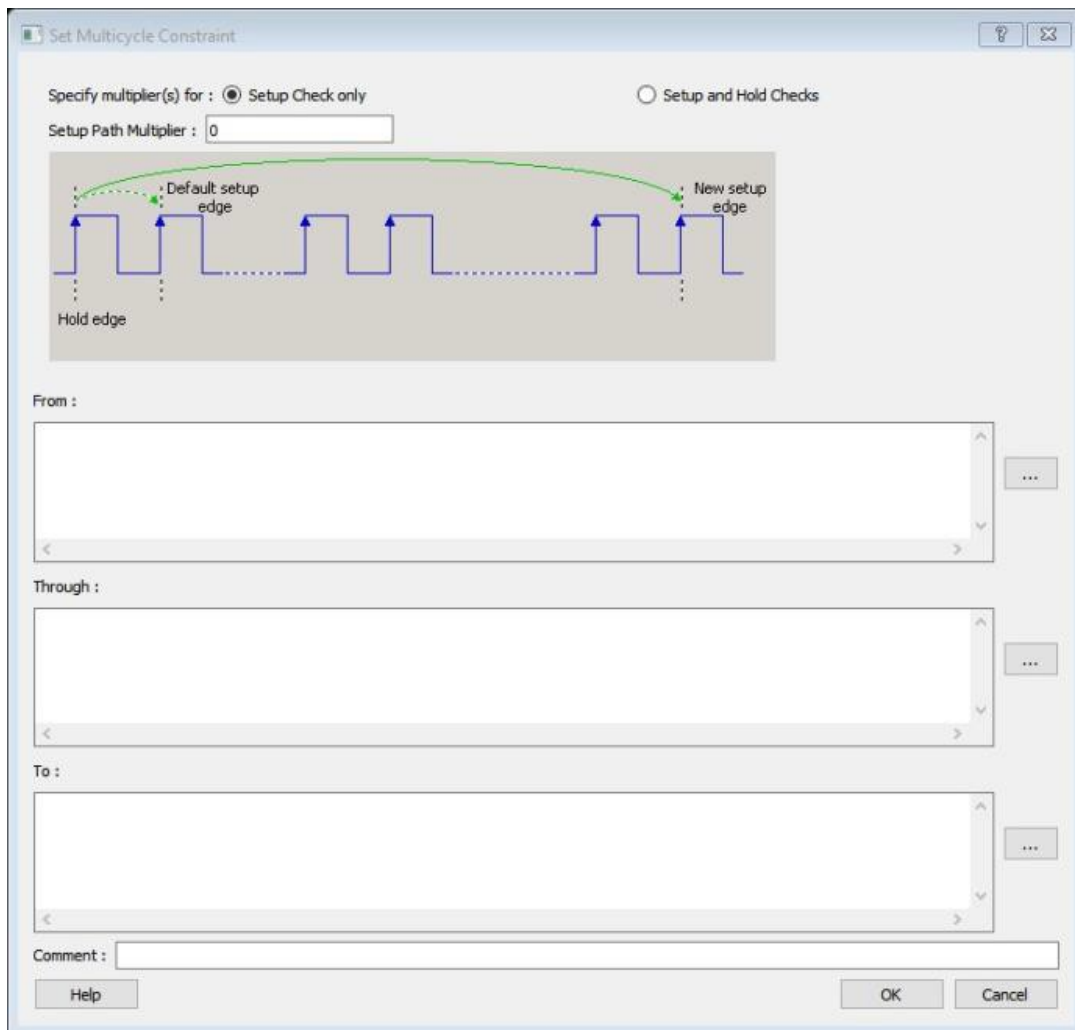 Set Multicycle Constraint
Specify multiplier(s) for : Setup Check only Setup and Hold Checks
Setup Path Multiplier : 0
Default setup edge
New setup edge
Hold edge
From :
...
Through :
...
To :
...
Comment :
Help OK Cancel